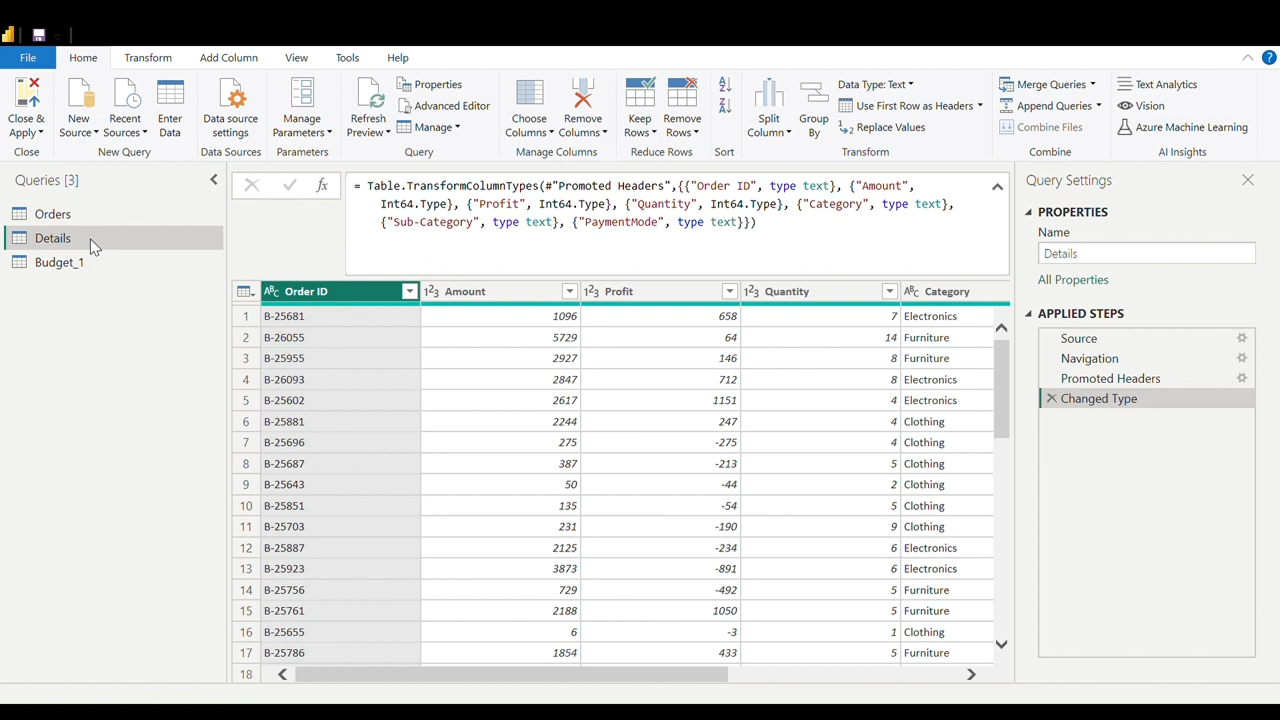 File Home Transform Add Column View Tools Help
Close & Apply New Source Recent Sources Enter Data Data source settings Manage Parameters Refresh Preview Properties Advanced Editor Manage Choose Columns Remove Columns Keep Rows Remove Rows Split Column Group By Data Type: Text Use First Row as Headers Replace Values Merge Queries Append Queries Combine Files Text Analytics Vision Azure Machine Learning
Close New Query Data Sources Parameters Query Manage Columns Reduce Rows Sort Transform Combine AI Insights
Queries [3]
Orders
Details
Budget_1
fx
= Table.TransformColumnTypes(#"Promoted Headers",{{"Order ID", type text}, {"Amount",
Int64.Type}, {"Profit", Int64.Type}, {"Quantity", Int64.Type}, {"Category", type text},
{"Sub-Category", type text}, {"PaymentMode", type text}})
ABC Order ID 123 Amount 123 Profit 123 Quantity ABC Category
1 B-25681 1096 658 7 Electronics
2 B-26055 5729 64 14 Furniture
3 B-25955 2927 146 8 Furniture
4 B-26093 2847 712 8 Electronics
5 B-25602 2617 1151 4 Electronics
6 B-25881 2244 247 4 Clothing
7 B-25696 275 -275 4 Clothing
8 B-25687 387 -213 5 Clothing
9 B-25643 50 -44 2 Clothing
10 B-25851 135 -54 5 Clothing
11 B-25703 231 -190 9 Clothing
12 B-25887 2125 -234 6 Electronics
13 B-25923 3873 -891 6 Electronics
14 B-25756 729 -492 5 Furniture
15 B-25761 2188 1050 5 Furniture
16 B-25655 6 -3 1 Clothing
17 B-25786 1854 433 5 Furniture
18
Query Settings
PROPERTIES
Name
Details
All Properties
APPLIED STEPS
Source
Navigation
Promoted Headers
Changed Type